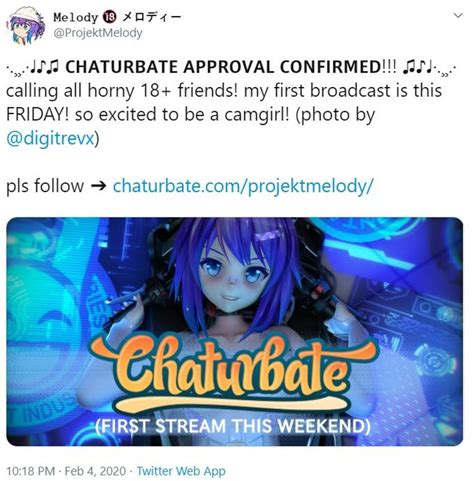 Melody 🔞 メロディー
@ProjektMelody
·.¸¸.·♩♪♫ CHATURBATE APPROVAL CONFIRMED!!! ♫♪♩·.¸¸.·
calling all horny 18+ friends! my first broadcast is this
FRIDAY! so excited to be a camgirl! (photo by
@digitrevx)
pls follow ➔ chaturbate.com/projektmelody/
Chaturbate
(FIRST STREAM THIS WEEKEND)
10:18 PM · Feb 4, 2020 · Twitter Web App